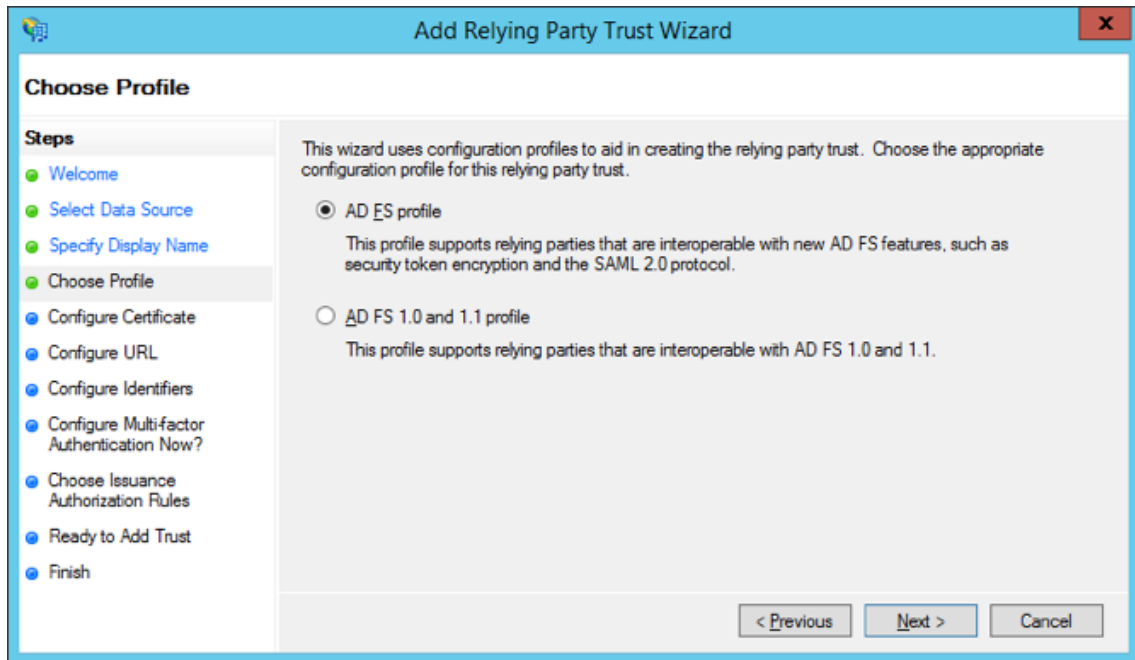 Add Relying Party Trust Wizard
x
Choose Profile
Steps
Welcome
Select Data Source
Specify Display Name
Choose Profile
Configure Certificate
Configure URL
Configure Identifiers
Configure Multi-factor
Authentication Now?
Choose Issuance
Authorization Rules
Ready to Add Trust
Finish
This wizard uses configuration profiles to aid in creating the relying party trust. Choose the appropriate
configuration profile for this relying party trust.
AD FS profile
This profile supports relying parties that are interoperable with new AD FS features, such as
security token encryption and the SAML 2.0 protocol.
AD FS 1.0 and 1.1 profile
This profile supports relying parties that are interoperable with AD FS 1.0 and 1.1.
< Previous
Next >
Cancel